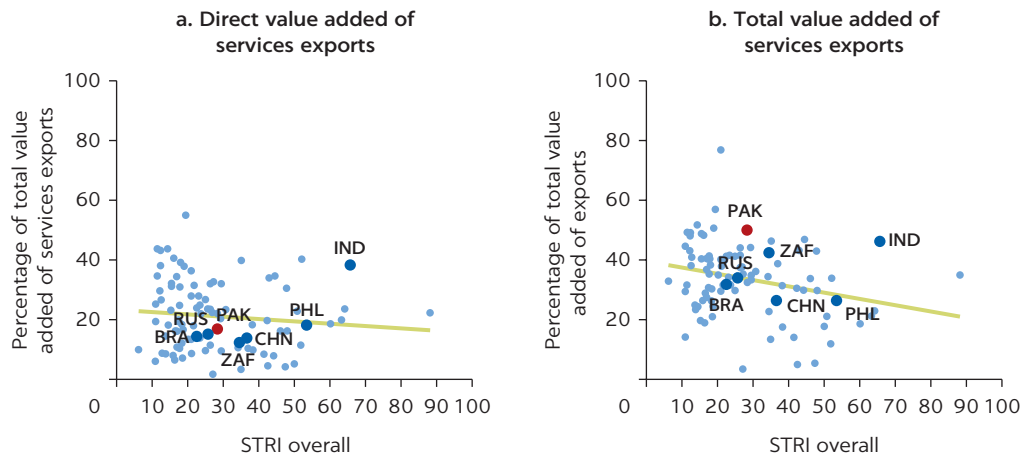 a. Direct value added of
services exports
Percentage of total value
added of services exports
100
80
60
40
20
0
10
20
30
40
50
60
70
80
90
100
IND
RUS
PAK
PHL
BRA
CHN
ZAF
STRI overall
b. Total value added of
services exports
Percentage of total value
added of exports
100
80
60
40
20
0
10
20
30
40
50
60
70
80
90
100
PAK
IND
ZAF
RUS
BRA
CHN
PHL
STRI overall